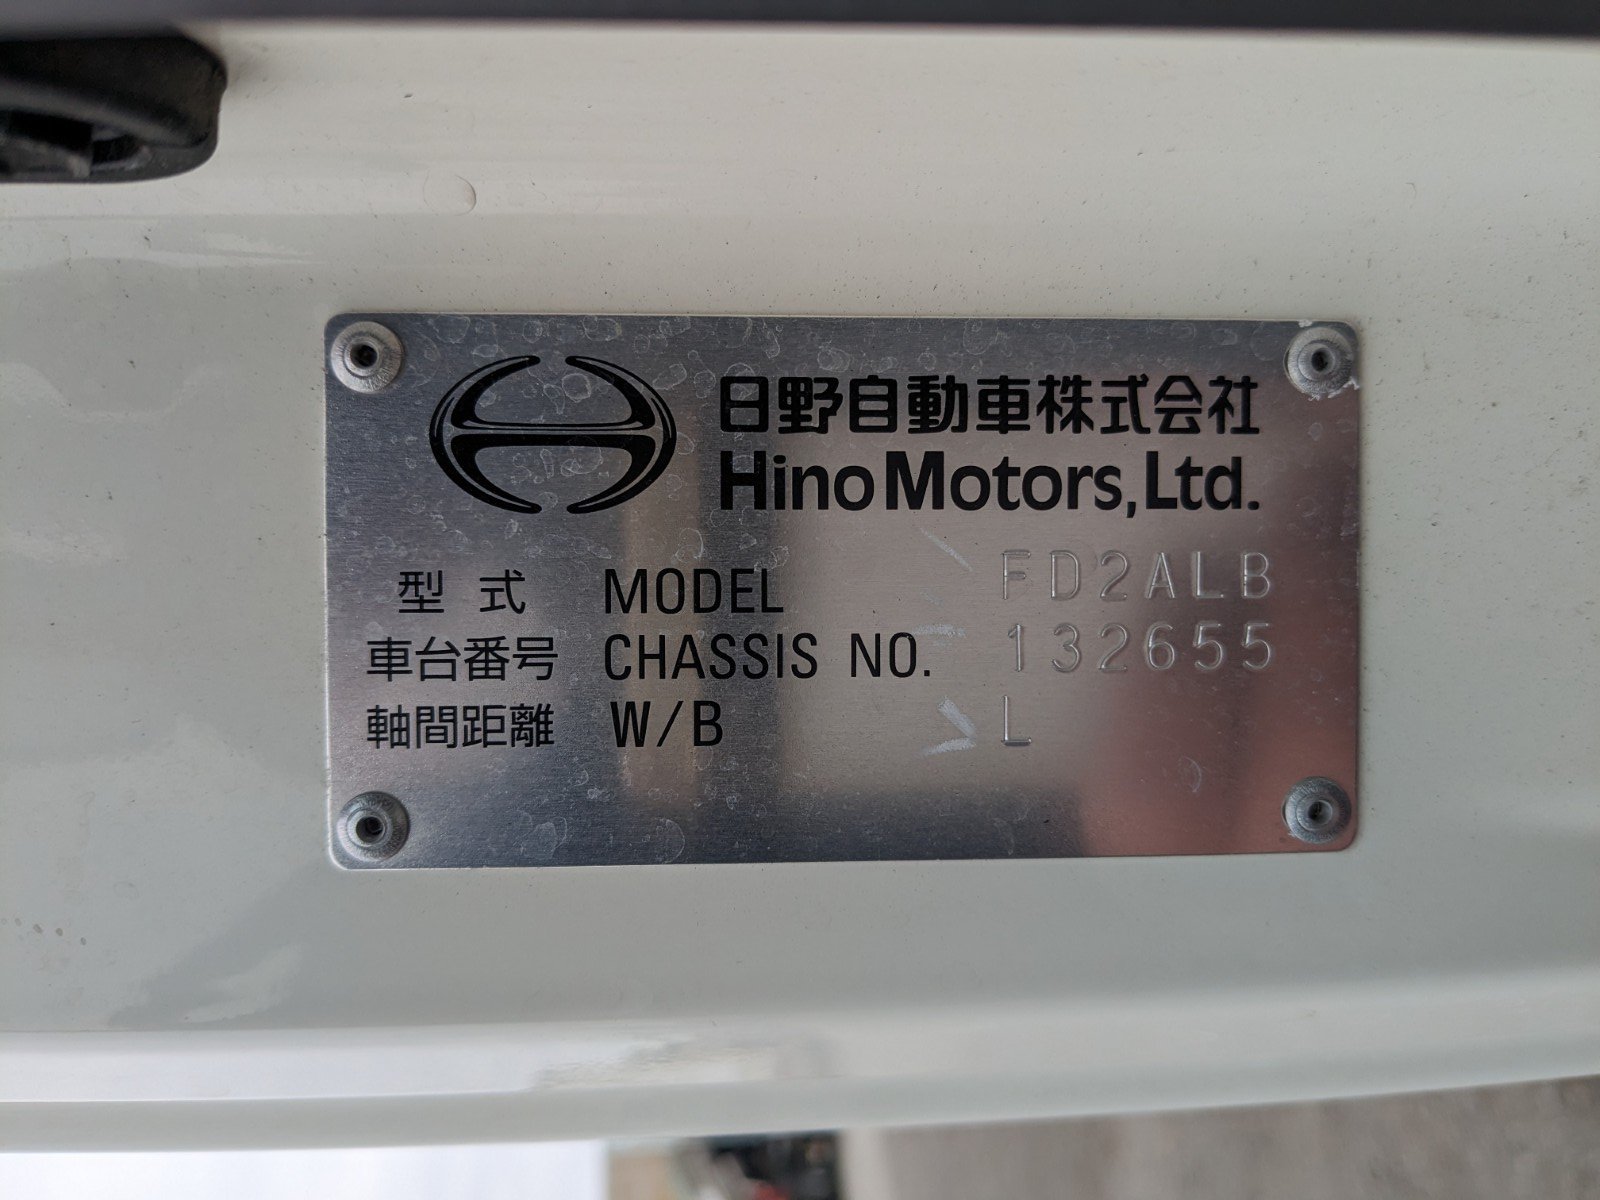 日野自動車株式会社
Hino Motors, Ltd.
型式 MODEL FD2ALB
車台番号 CHASSIS NO. 132655
軸間距離 W/B L